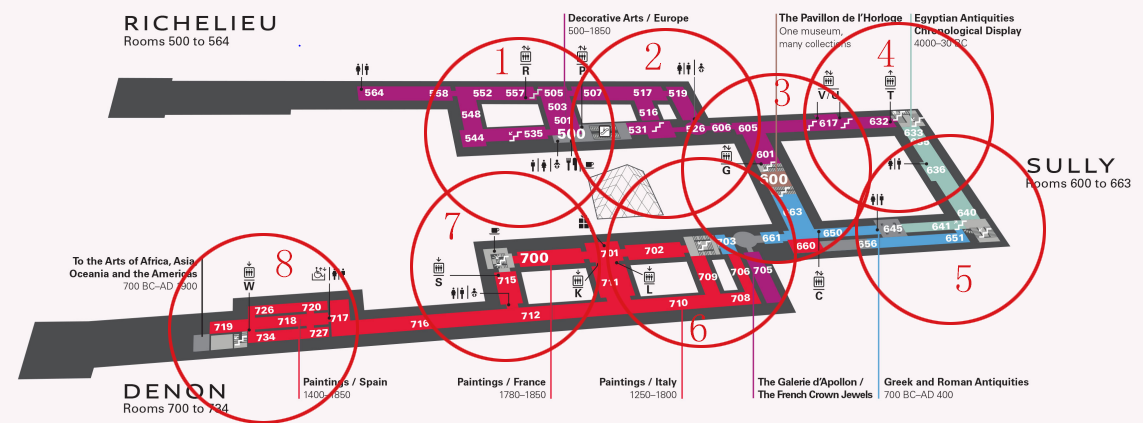 RICHELIEU
Rooms 500 to 564
Decorative Arts / Europe
500–1850
The Pavillon de l'Horloge
One museum,
many collections
Egyptian Antiquities
Chronological Display
4000–30 BC
1
2
3
4
R
P
V/U
T
564
558
552
557
505
507
517
519
548
503
516
501
544
535
500
531
526
606
605
617
632
633
635
601
G
600
636
SULLY
Rooms 600 to 663
663
640
7
650
645
641
651
703
661
660
656
5
To the Arts of Africa, Asia,
Oceania and the Americas
700 BC–AD 1900
8
W
S
700
701
702
715
711
K
L
709
706
705
C
708
710
712
6
726
720
719
718
717
716
734
727
DENON
Rooms 700 to 734
Paintings / Spain
1400–1850
Paintings / France
1780–1850
Paintings / Italy
1250–1800
The Galerie d'Apollon /
The French Crown Jewels
Greek and Roman Antiquities
700 BC–AD 400